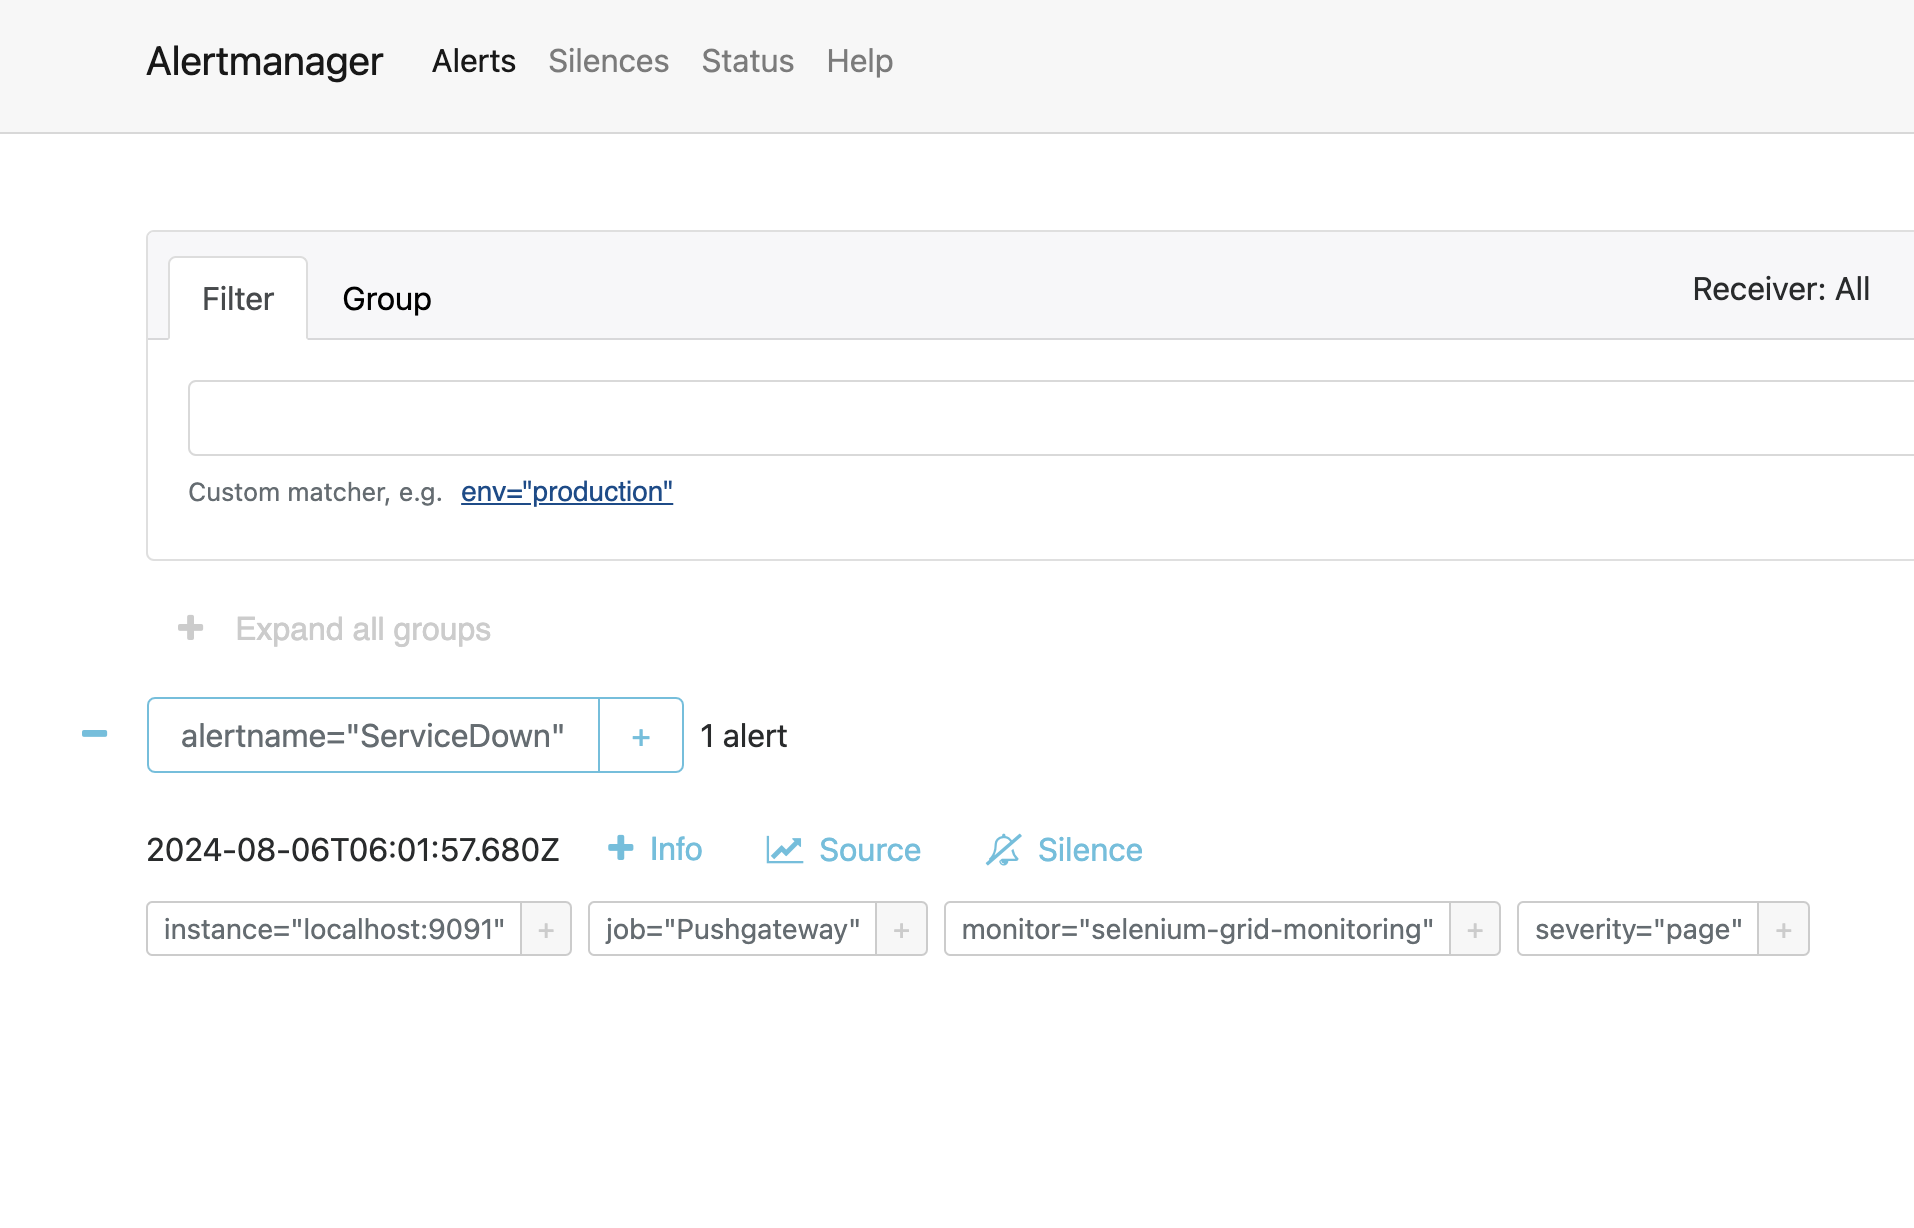 Alertmanager Alerts Silences Status Help
Filter Group Receiver: All
Custom matcher, e.g. env="production"
+ Expand all groups
alertname="ServiceDown" + 1 alert
2024-08-06T06:01:57.680Z + Info Source Silence
instance="localhost:9091" + job="Pushgateway" + monitor="selenium-grid-monitoring" + severity="page" +